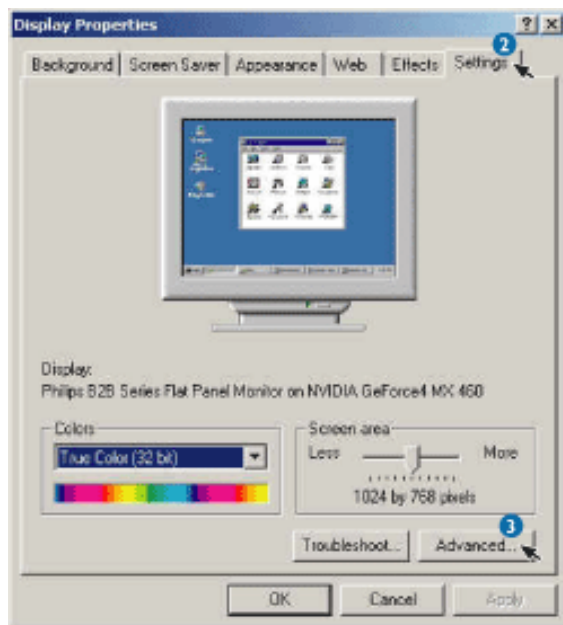 Display Properties
2
Background Screen Saver Appearance Web Effects Settings
Display:
Philips B2B Series Flat Panel Monitor on NVIDIA GeForce4 MX 460
Colors
True Color (32 bit)
Screen area
Less More
1024 by 768 pixels
3
Troubleshoot... Advanced...
OK Cancel Apply